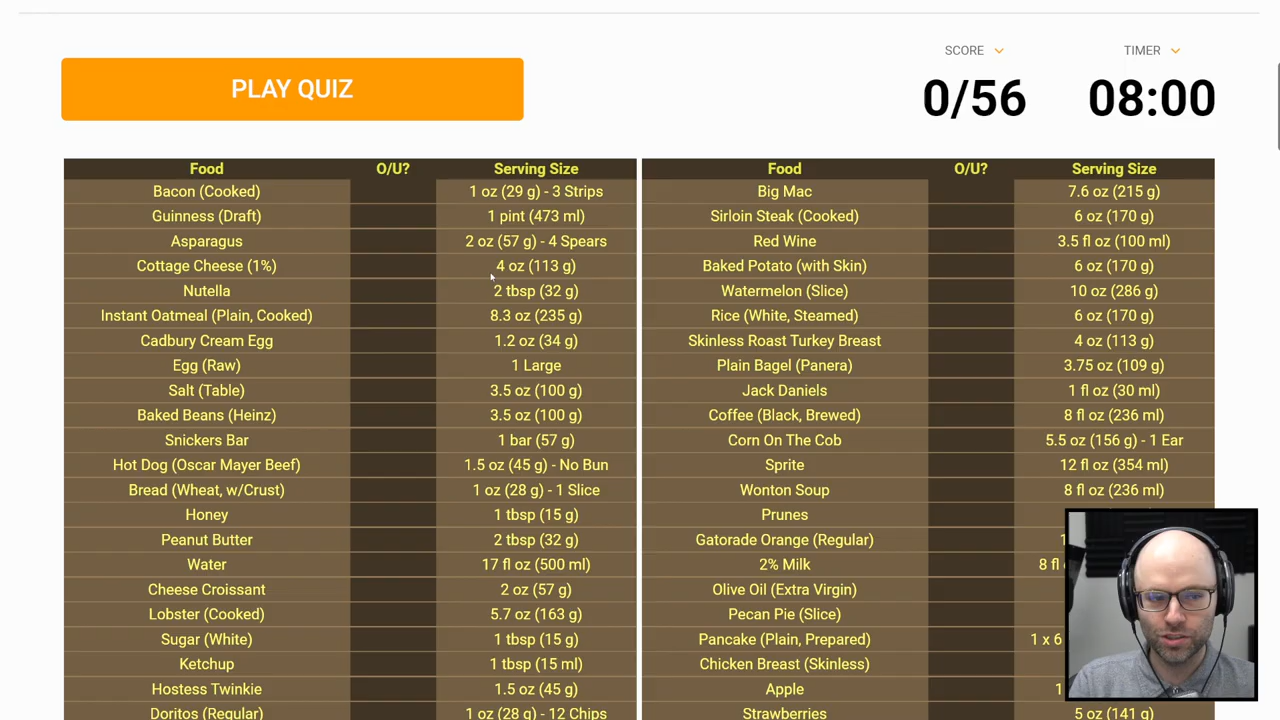 PLAY QUIZ
SCORE
0/56
TIMER
08:00
Food O/U? Serving Size
Bacon (Cooked) 1 oz (29 g) - 3 Strips
Guinness (Draft) 1 pint (473 ml)
Asparagus 2 oz (57 g) - 4 Spears
Cottage Cheese (1%) 4 oz (113 g)
Nutella 2 tbsp (32 g)
Instant Oatmeal (Plain, Cooked) 8.3 oz (235 g)
Cadbury Cream Egg 1.2 oz (34 g)
Egg (Raw) 1 Large
Salt (Table) 3.5 oz (100 g)
Baked Beans (Heinz) 3.5 oz (100 g)
Snickers Bar 1 bar (57 g)
Hot Dog (Oscar Mayer Beef) 1.5 oz (45 g) - No Bun
Bread (Wheat, w/Crust) 1 oz (28 g) - 1 Slice
Honey 1 tbsp (15 g)
Peanut Butter 2 tbsp (32 g)
Water 17 fl oz (500 ml)
Cheese Croissant 2 oz (57 g)
Lobster (Cooked) 5.7 oz (163 g)
Sugar (White) 1 tbsp (15 g)
Ketchup 1 tbsp (15 ml)
Hostess Twinkie 1.5 oz (45 g)
Doritos (Regular) 1 oz (28 g) - 12 Chips
Food O/U? Serving Size
Big Mac 7.6 oz (215 g)
Sirloin Steak (Cooked) 6 oz (170 g)
Red Wine 3.5 fl oz (100 ml)
Baked Potato (with Skin) 6 oz (170 g)
Watermelon (Slice) 10 oz (286 g)
Rice (White, Steamed) 6 oz (170 g)
Skinless Roast Turkey Breast 4 oz (113 g)
Plain Bagel (Panera) 3.75 oz (109 g)
Jack Daniels 1 fl oz (30 ml)
Coffee (Black, Brewed) 8 fl oz (236 ml)
Corn On The Cob 5.5 oz (156 g) - 1 Ear
Sprite 12 fl oz (354 ml)
Wonton Soup 8 fl oz (236 ml)
Prunes
Gatorade Orange (Regular) 1
2% Milk 8 fl
Olive Oil (Extra Virgin)
Pecan Pie (Slice)
Pancake (Plain, Prepared) 1 x 6
Chicken Breast (Skinless)
Apple 1
Strawberries 5 oz (141 g)